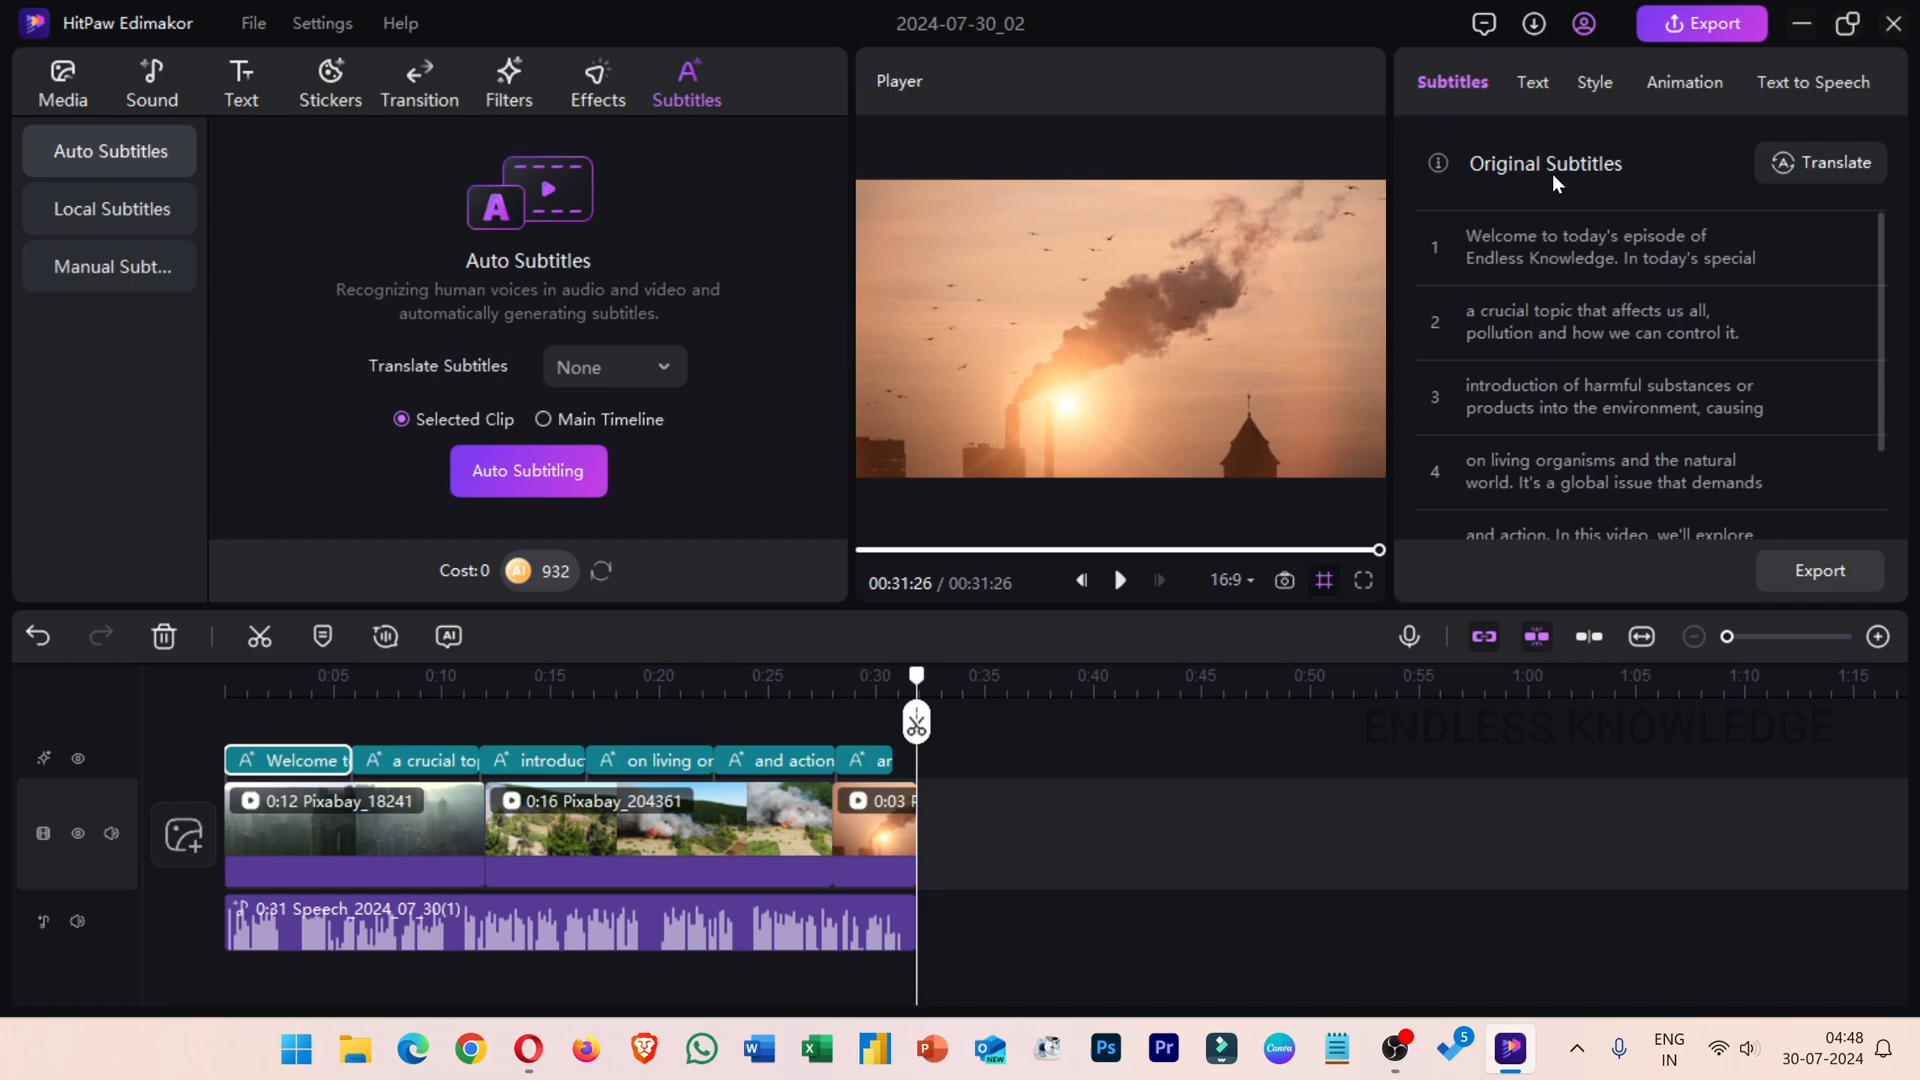 HitPaw Edimakor
File
Settings
Help
2024-07-30_02
Export
Media
Sound
Text
Stickers
Transition
Filters
Effects
Subtitles
Auto Subtitles
Local Subtitles
Manual Subt...
Auto Subtitles
Recognizing human voices in audio and video and
automatically generating subtitles.
Translate Subtitles
None
Selected Clip
Main Timeline
Auto Subtitling
Cost:0
AI
932
Player
00:31:26 / 00:31:26
16:9
Subtitles
Text
Style
Animation
Text to Speech
Original Subtitles
Translate
1
Welcome to today's episode of
Endless Knowledge. In today's special
2
a crucial topic that affects us all,
pollution and how we can control it.
3
introduction of harmful substances or
products into the environment, causing
4
on living organisms and the natural
world. It's a global issue that demands
and action. In this video, we'll explore
Export
AI
0:05
0:10
0:15
0:20
0:25
0:30
0:35
0:40
0:45
0:50
0:55
1:00
1:05
1:10
1:15
ENDLESS KNOWLEDGE
Welcome t
a crucial to
introduc
on living or
and action
ar
0:12 Pixabay_18241
0:16 Pixabay_204361
0:03
0:31 Speech_2024_07_30(1)
NEW
Ps
Pr
Canva
5
ENG
IN
04:48
30-07-2024